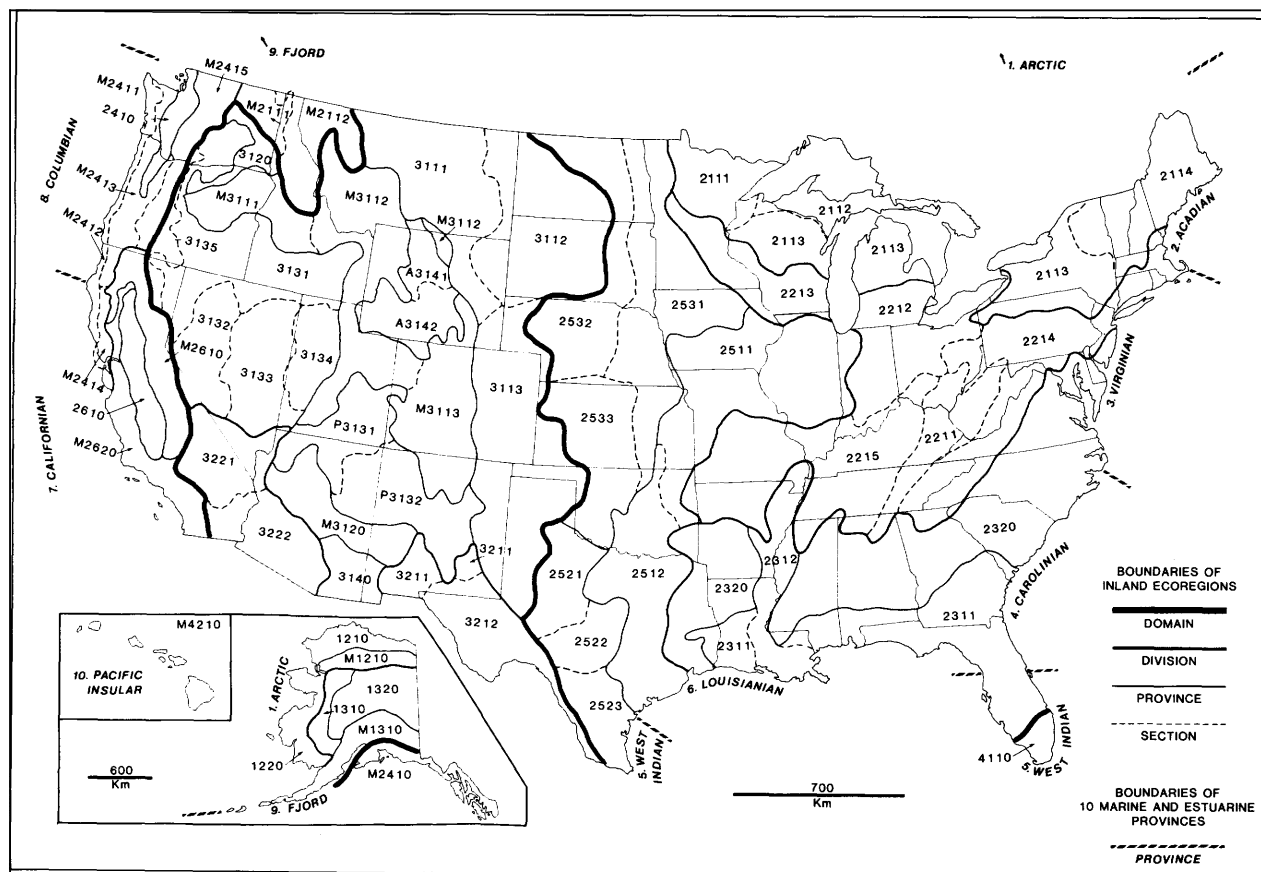 9. FJORD
1. ARCTIC
M2415
M2411
2410
M2111
M2112
8. COLUMBIAN
3120
3111
2111
2114
M2413
M3111
M3112
M3112
2112
2. ACADIAN
M2412
3135
3131
3112
2113
2113
2113
A3141
2213
2212
A3142
2531
2532
2214
3132
M2610
3134
2511
3133
3113
M2414
M3113
2533
3. VIRGINIAN
2610
P3131
2211
M2620
3221
2215
7. CALIFORNIAN
P3132
M3120
3222
3211
2320
3140
3211
2521
2512
2312
4. CAROLINIAN
2320
3212
2522
2311
2311
6. LOUISIANIAN
2523
5. WEST
INDIAN
4110
5. WEST
INDIAN
M4210
10. PACIFIC
INSULAR
1210
M1210
1. ARCTIC
1320
1310
M1310
1220
M2410
9. FJORD
600
Km
700
Km
BOUNDARIES OF
INLAND ECOREGIONS
DOMAIN
DIVISION
PROVINCE
SECTION
BOUNDARIES OF
10 MARINE AND ESTUARINE
PROVINCES
PROVINCE